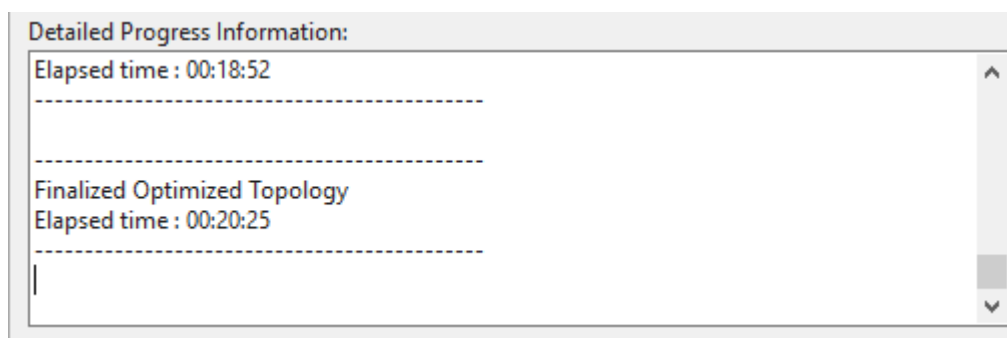 Detailed Progress Information:
Elapsed time : 00:18:52
---------------------------------------------
---------------------------------------------
Finalized Optimized Topology
Elapsed time : 00:20:25
---------------------------------------------